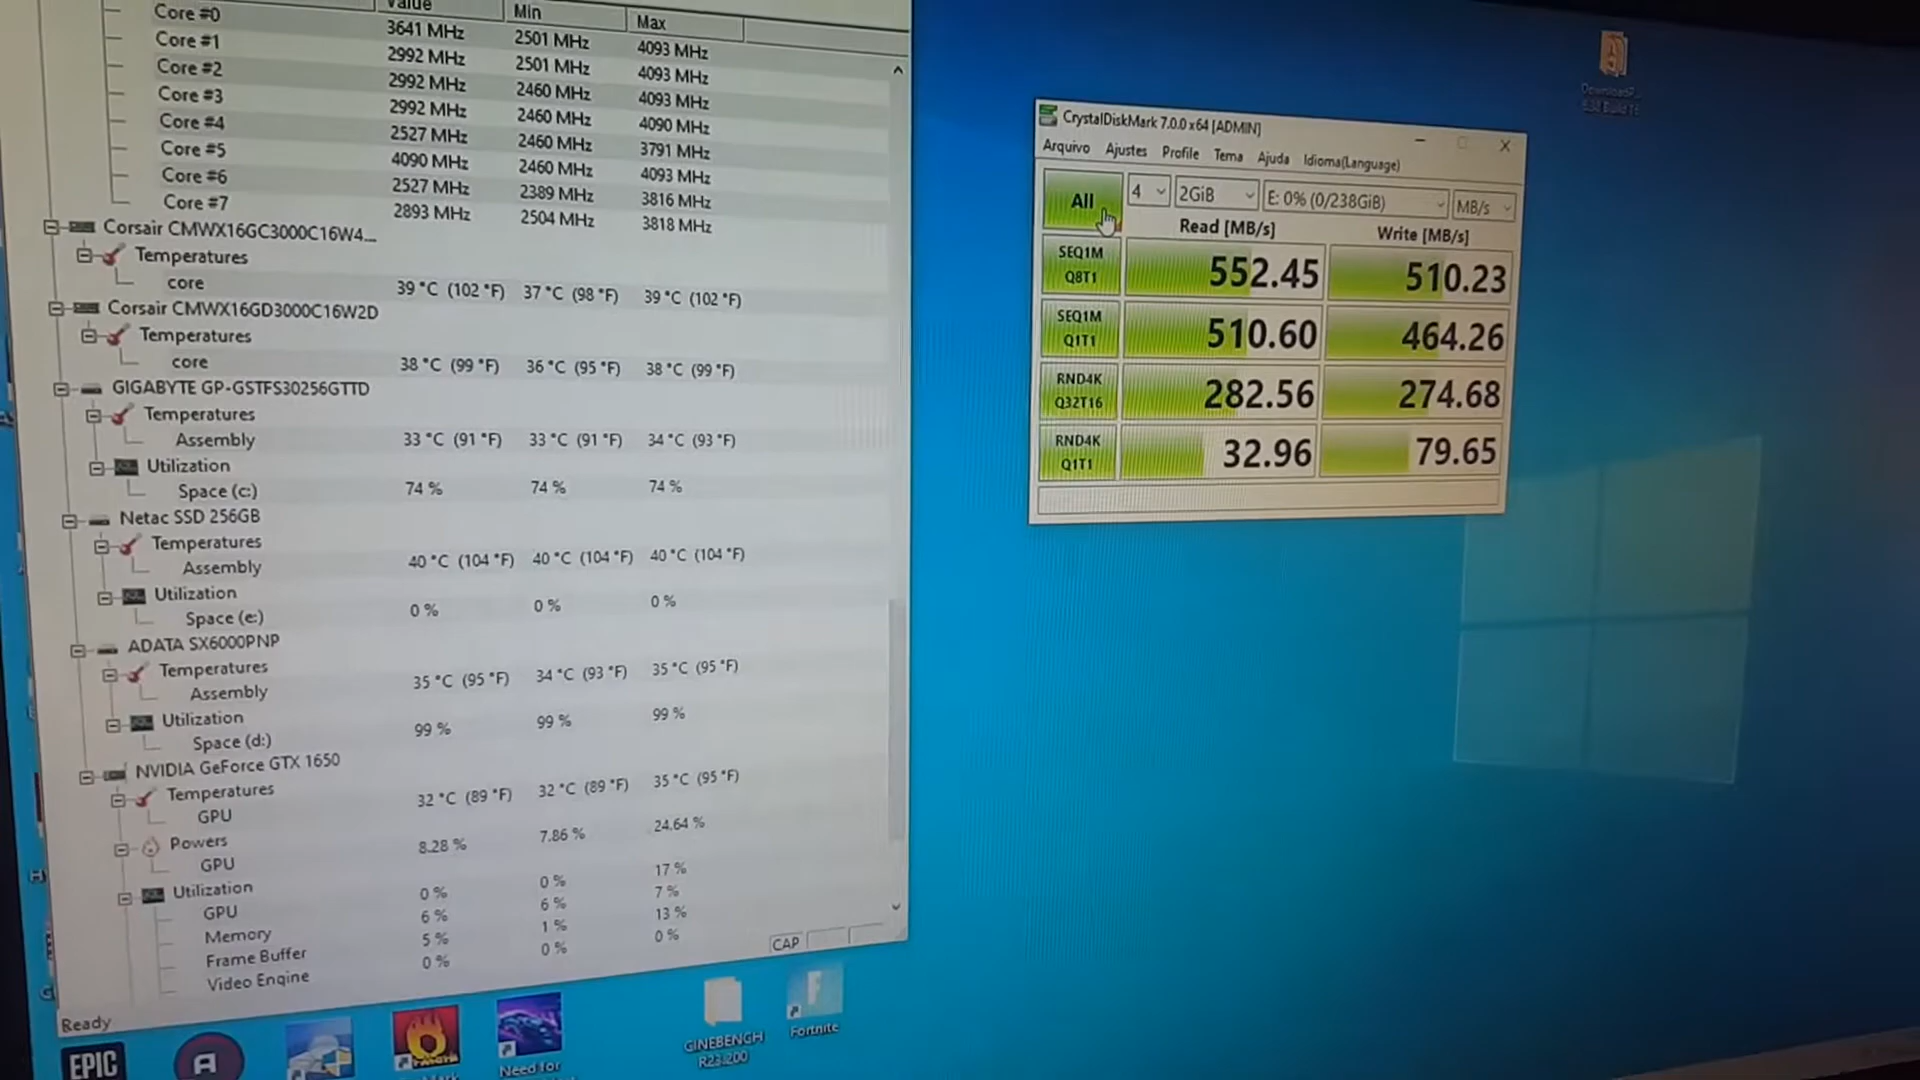 Value Min Max
Core #0 3641 MHz 2501 MHz 4093 MHz
Core #1 2992 MHz 2501 MHz 4093 MHz
Core #2 2992 MHz 2460 MHz 4093 MHz
Core #3 2992 MHz 2460 MHz 4090 MHz
Core #4 2527 MHz 2460 MHz 3791 MHz
Core #5 4090 MHz 2460 MHz 4093 MHz
Core #6 2527 MHz 2389 MHz 3816 MHz
Core #7 2893 MHz 2504 MHz 3818 MHz
Corsair CMWX16GC3000C16W4...
Temperatures
core 39 °C (102 °F) 37 °C (98 °F) 39 °C (102 °F)
Corsair CMWX16GD3000C16W2D
Temperatures
core 38 °C (99 °F) 36 °C (95 °F) 38 °C (99 °F)
GIGABYTE GP-GSTFS30256GTTD
Temperatures
Assembly 33 °C (91 °F) 33 °C (91 °F) 34 °C (93 °F)
Utilization
Space (c:) 74 % 74 % 74 %
Netac SSD 256GB
Temperatures
Assembly 40 °C (104 °F) 40 °C (104 °F) 40 °C (104 °F)
Utilization
Space (e:) 0 % 0 % 0 %
ADATA SX6000PNP
Temperatures
Assembly 35 °C (95 °F) 34 °C (93 °F) 35 °C (95 °F)
Utilization
Space (d:) 99 % 99 % 99 %
NVIDIA GeForce GTX 1650
Temperatures
GPU 32 °C (89 °F) 32 °C (89 °F) 35 °C (95 °F)
Powers
GPU 8.28 % 7.86 % 24.64 %
Utilization
GPU 0 % 0 % 17 %
Memory 6 % 6 % 7 %
Frame Buffer 5 % 1 % 13 %
Video Engine 0 % 0 % 0 %
Ready CAP
CrystalDiskMark 7.0.0 x64 [ADMIN]
Arquivo Ajustes Profile Tema Ajuda Idioma(Language)
All 4 2GiB E: 0% (0/238GiB) MB/s
Read [MB/s] Write [MB/s]
SEQ1M Q8T1 552.45 510.23
SEQ1M Q1T1 510.60 464.26
RND4K Q32T16 282.56 274.68
RND4K Q1T1 32.96 79.65
EPIC
Need for
CINEBENCH
R23.200
Fortnite